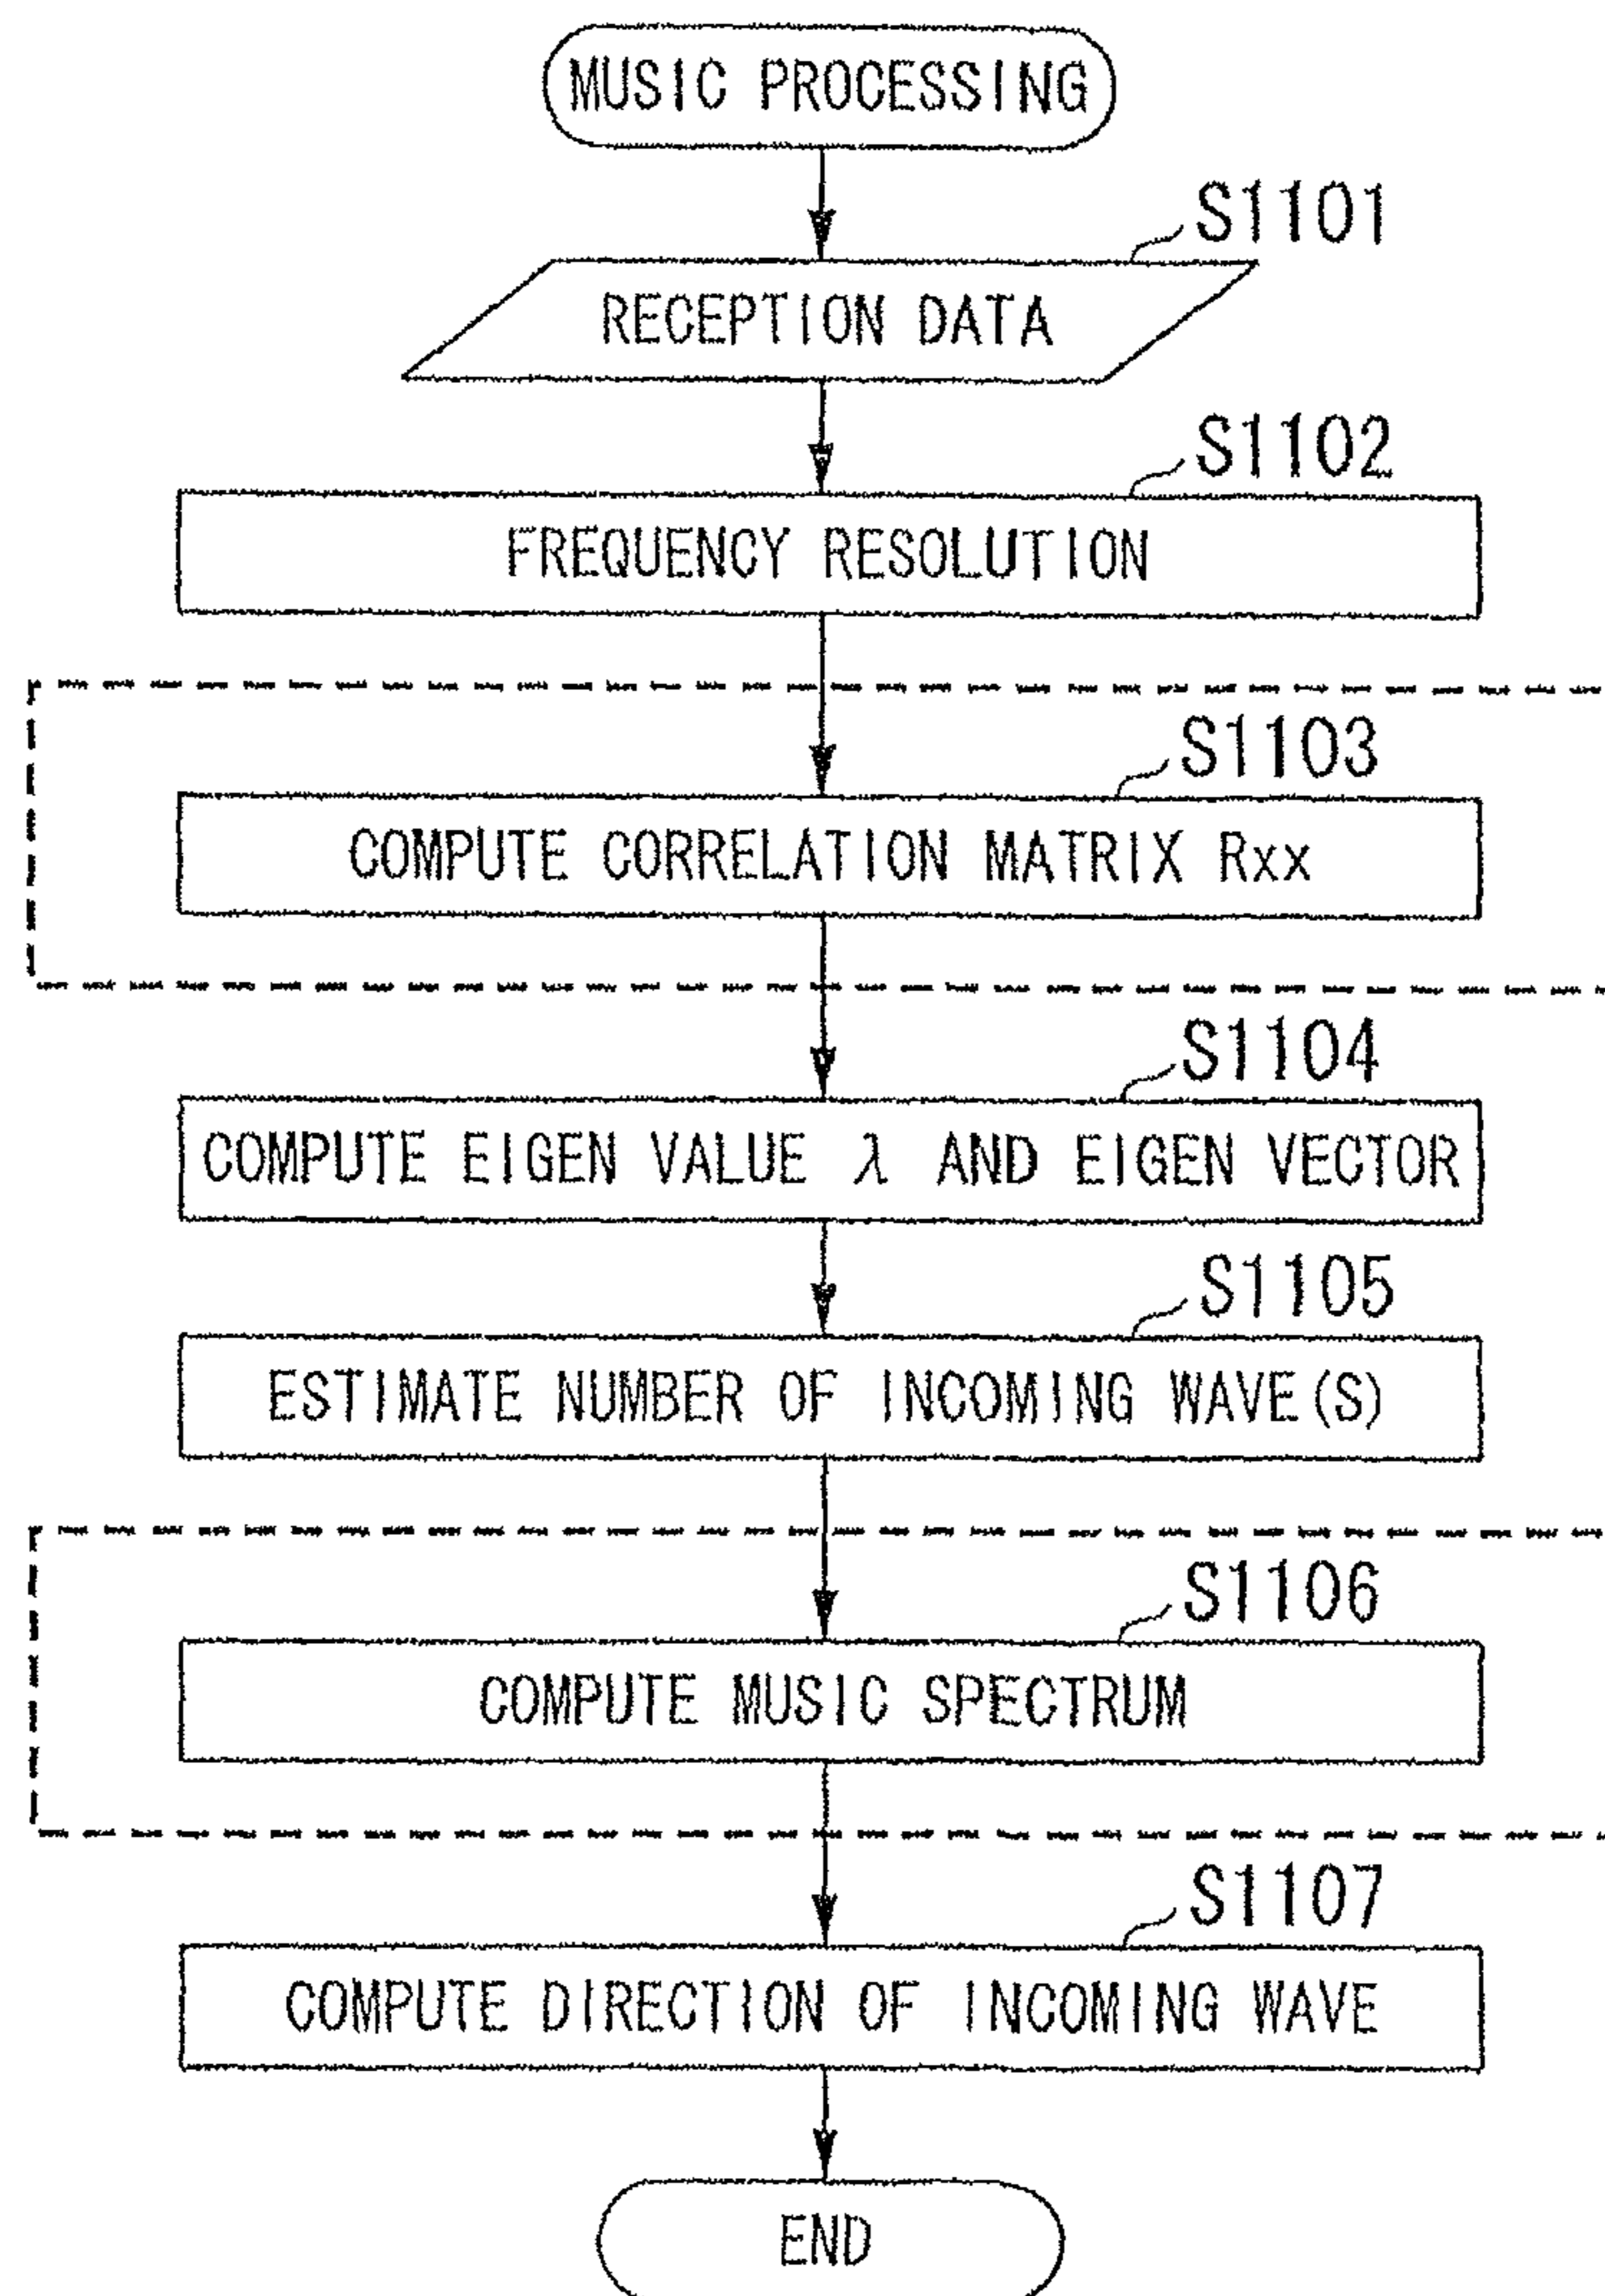 MUSIC PROCESSING
S1101
RECEPTION DATA
S1102
FREQUENCY RESOLUTION
S1103
COMPUTE CORRELATION MATRIX Rxx
S1104
COMPUTE EIGEN VALUE λ AND EIGEN VECTOR
S1105
ESTIMATE NUMBER OF INCOMING WAVE(S)
S1106
COMPUTE MUSIC SPECTRUM
S1107
COMPUTE DIRECTION OF INCOMING WAVE
END